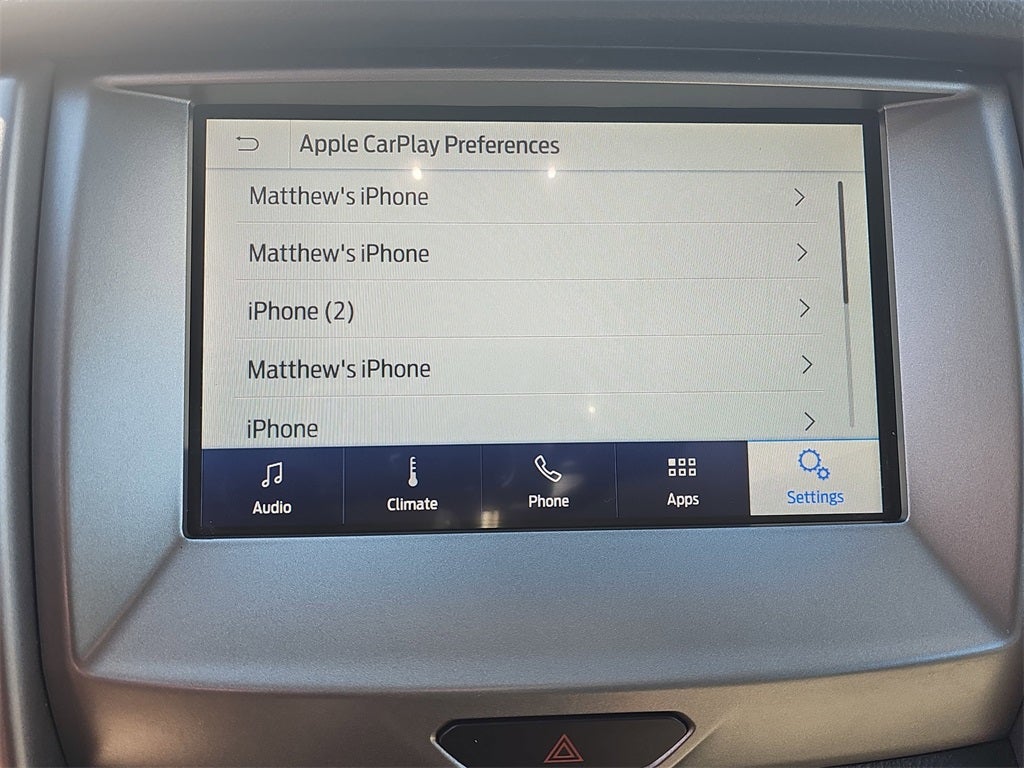 Apple CarPlay Preferences
Matthew's iPhone
Matthew's iPhone
iPhone (2)
Matthew's iPhone
iPhone
Audio
Climate
Phone
Apps
Settings